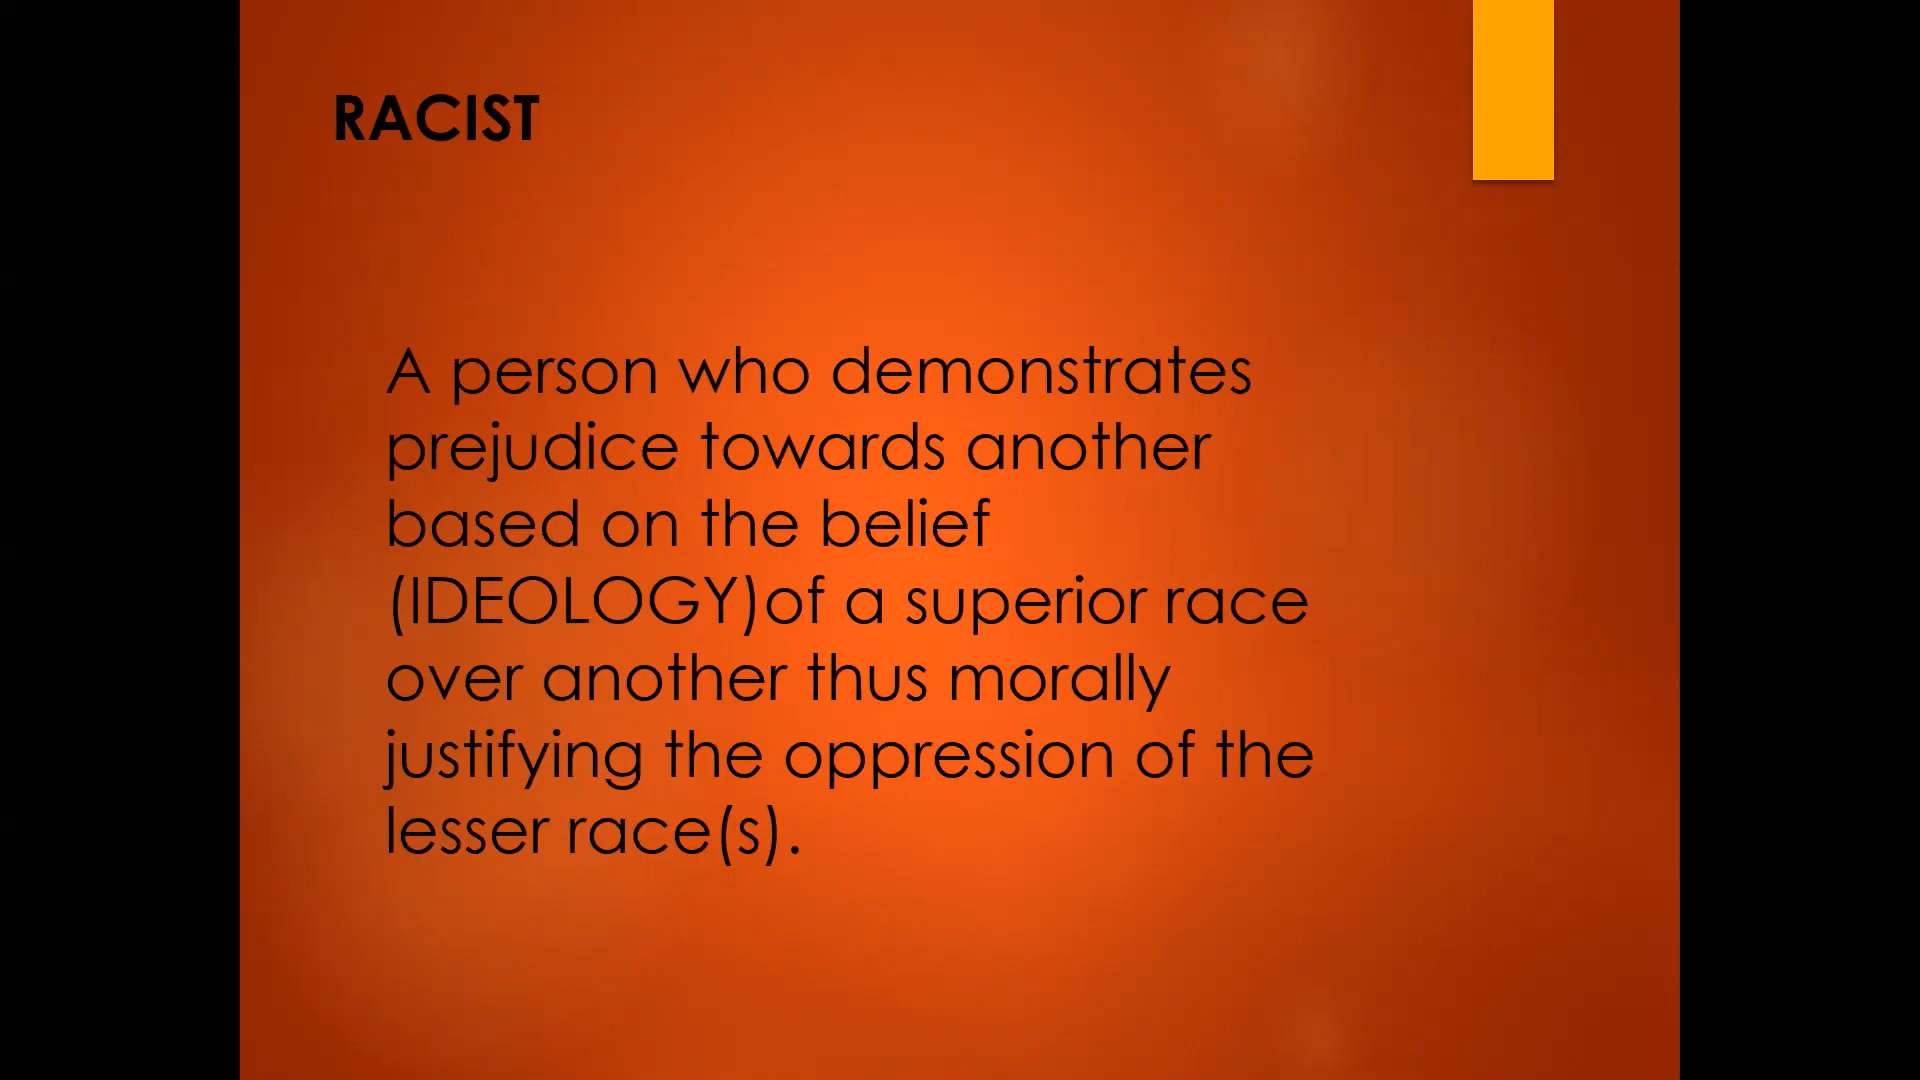 RACIST
A person who demonstrates
prejudice towards another
based on the belief
(IDEOLOGY)of a superior race
over another thus morally
justifying the oppression of the
lesser race(s).